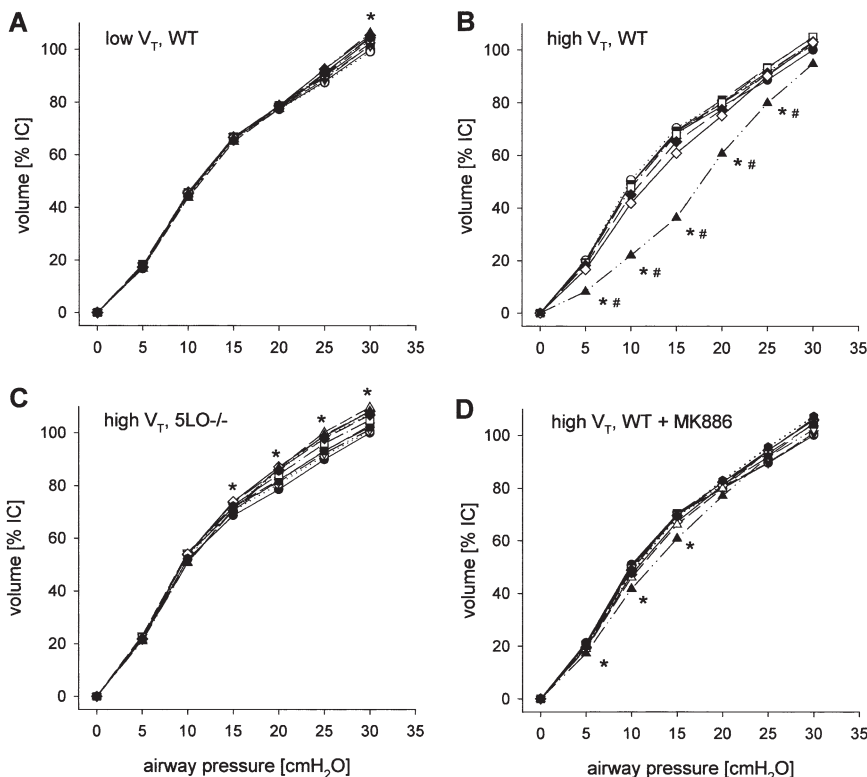 A
low VT, WT
*
100
80
60
40
20
0
volume [% IC]
0 5 10 15 20 25 30 35
B
high VT, WT
100
80
60
40
20
0
volume [% IC]
* #
* #
* #
* #
* #
0 5 10 15 20 25 30 35
C
high VT, 5LO-/-
*
*
*
*
100
80
60
40
20
0
volume [% IC]
0 5 10 15 20 25 30 35
airway pressure [cmH2O]
D
high VT, WT + MK886
100
80
60
40
20
0
volume [% IC]
*
*
*
0 5 10 15 20 25 30 35
airway pressure [cmH2O]